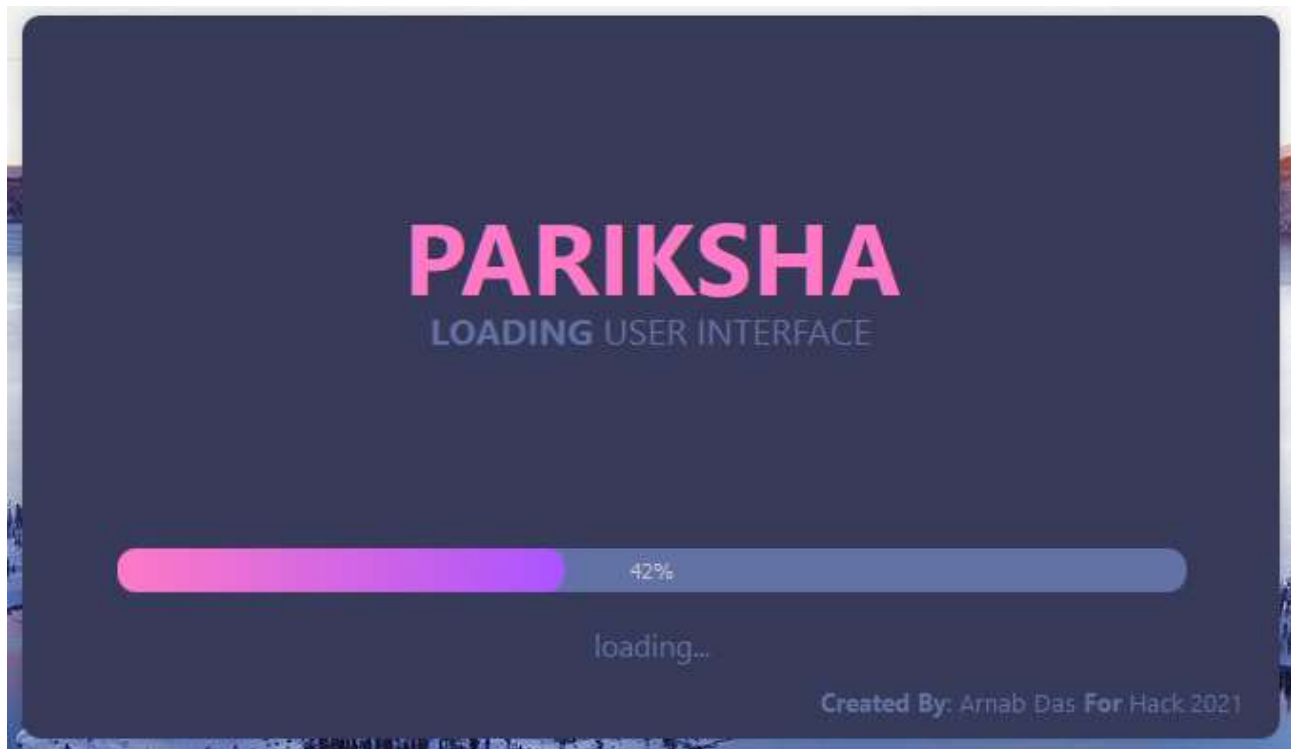 PARIKSHA
LOADING USER INTERFACE
42%
loading...
Created By: Arnab Das For Hack 2021